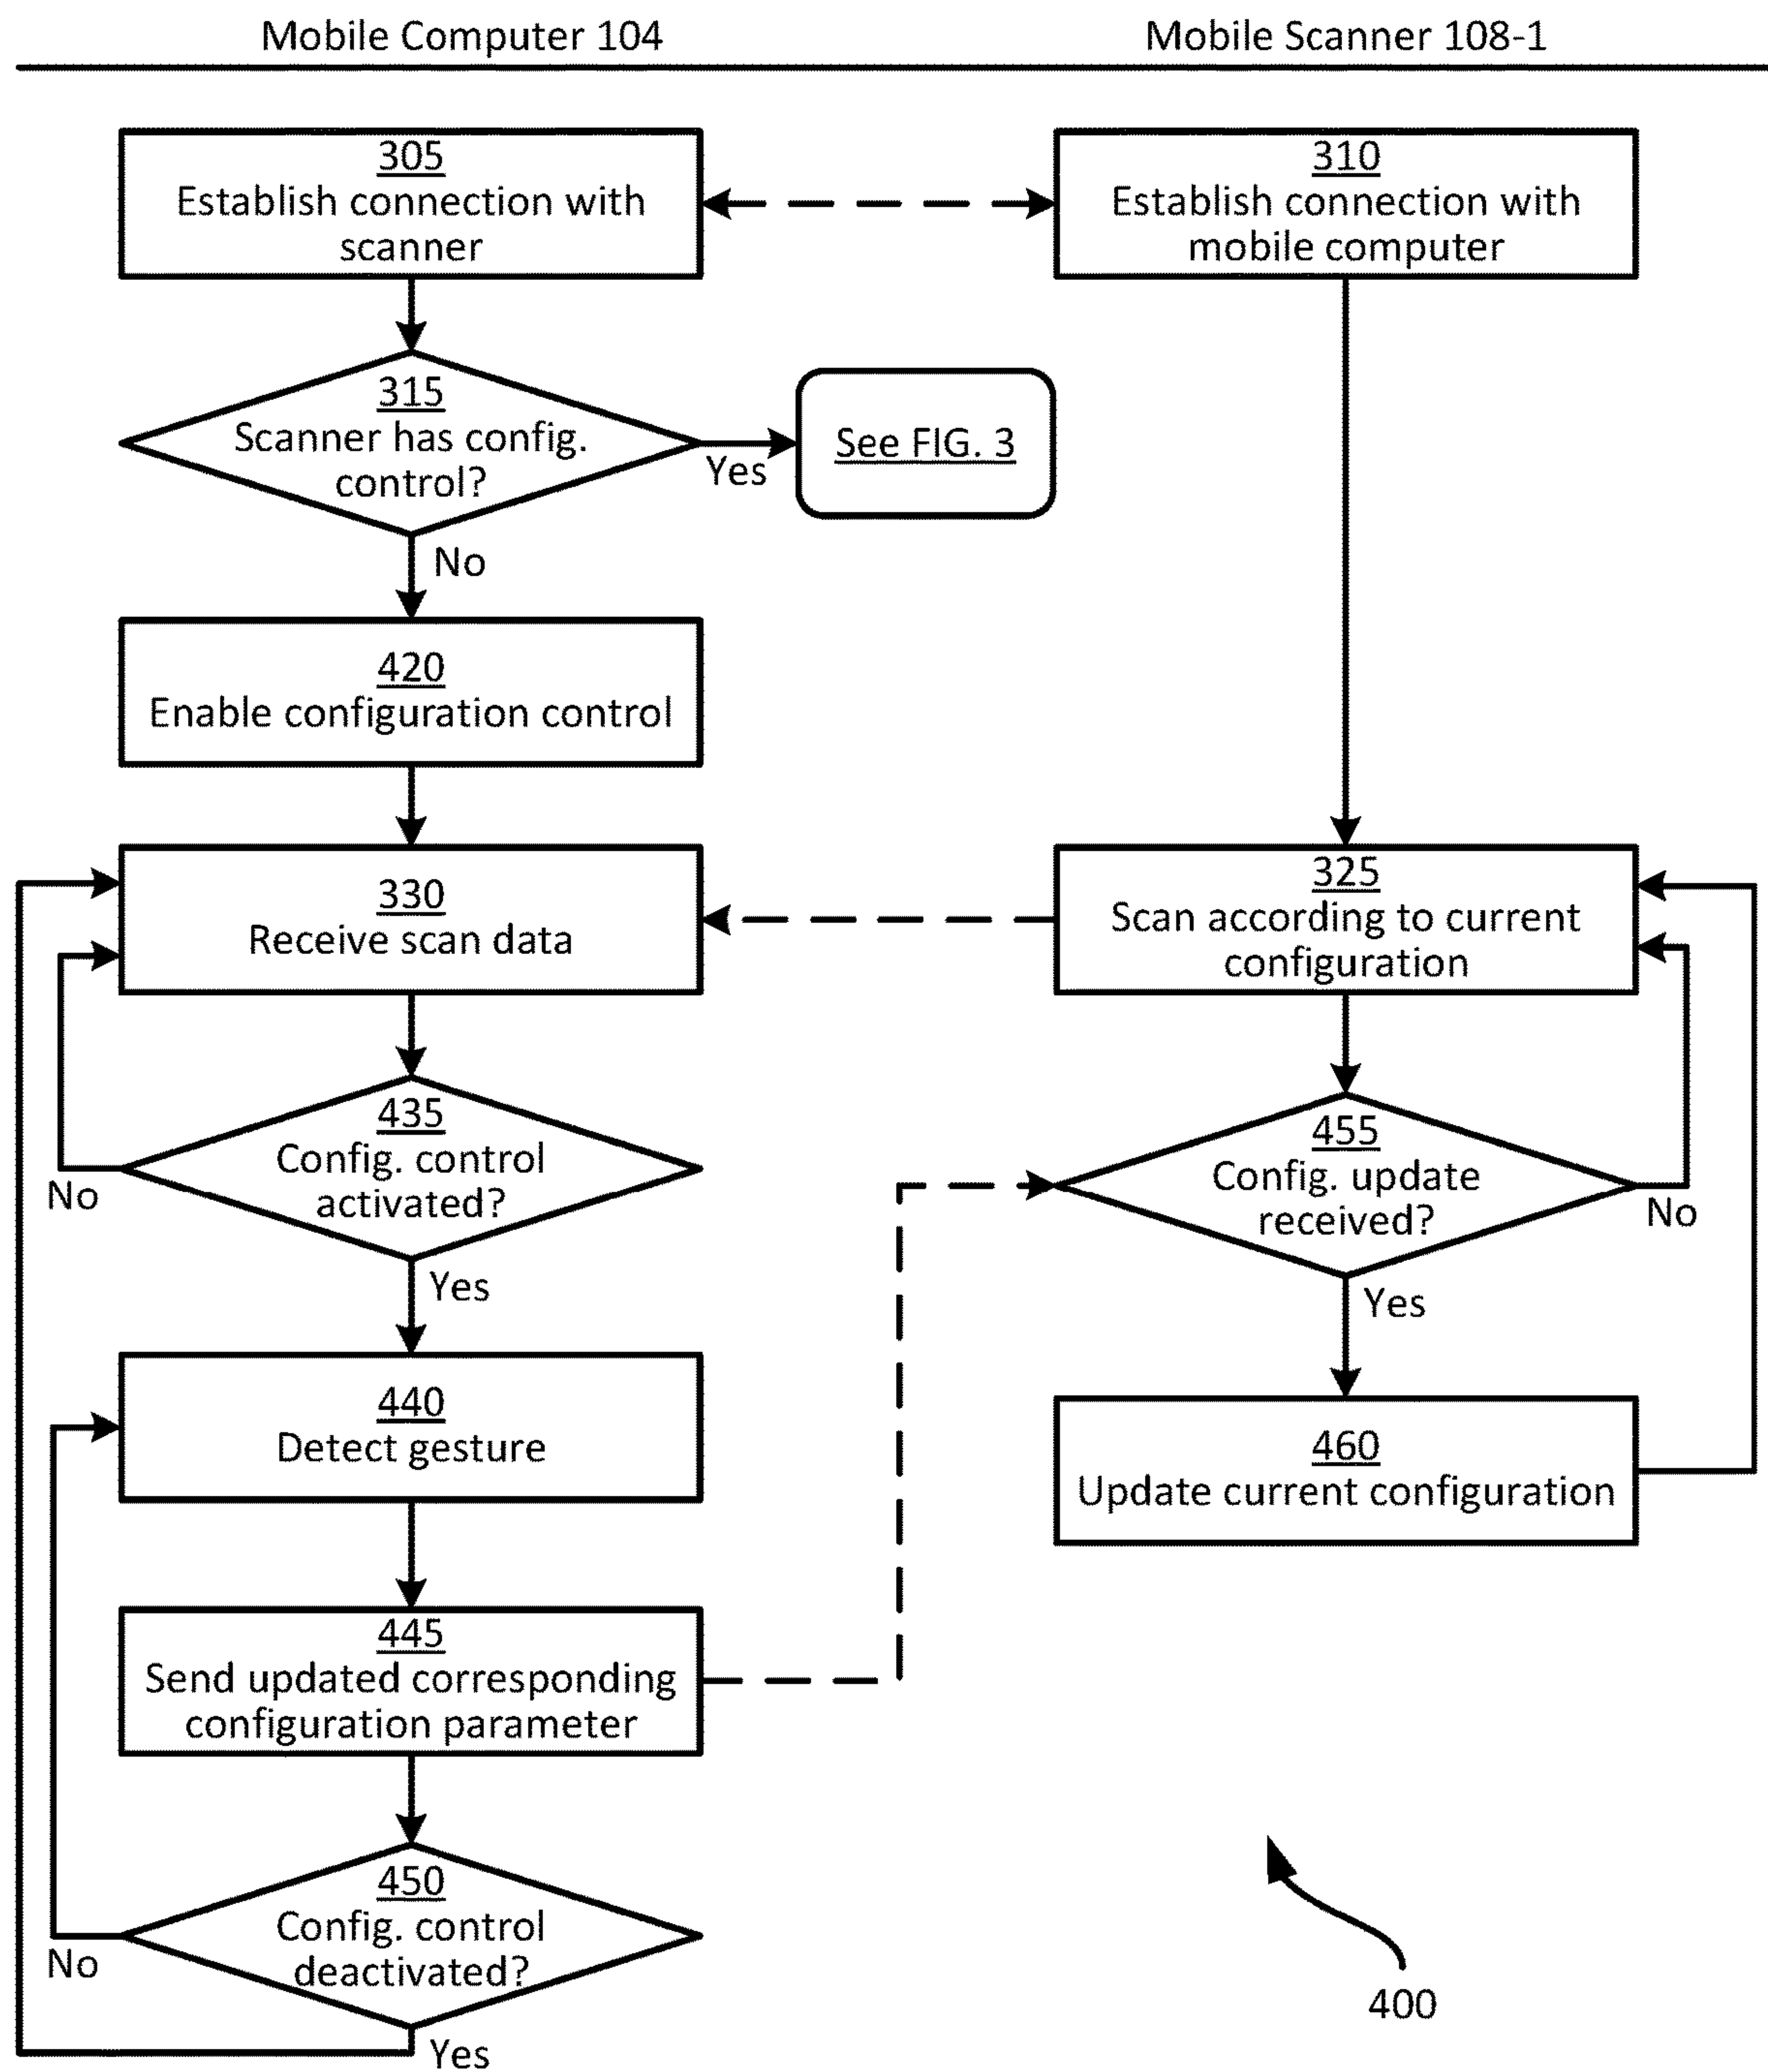 Mobile Computer 104
Mobile Scanner 108-1
305
Establish connection with
scanner
310
Establish connection with
mobile computer
315
Scanner has config.
control?
Yes
See FIG. 3
No
420
Enable configuration control
330
Receive scan data
325
Scan according to current
configuration
435
Config. control
activated?
No
Yes
455
Config. update
received?
No
Yes
440
Detect gesture
460
Update current configuration
445
Send updated corresponding
configuration parameter
450
Config. control
deactivated?
No
Yes
400